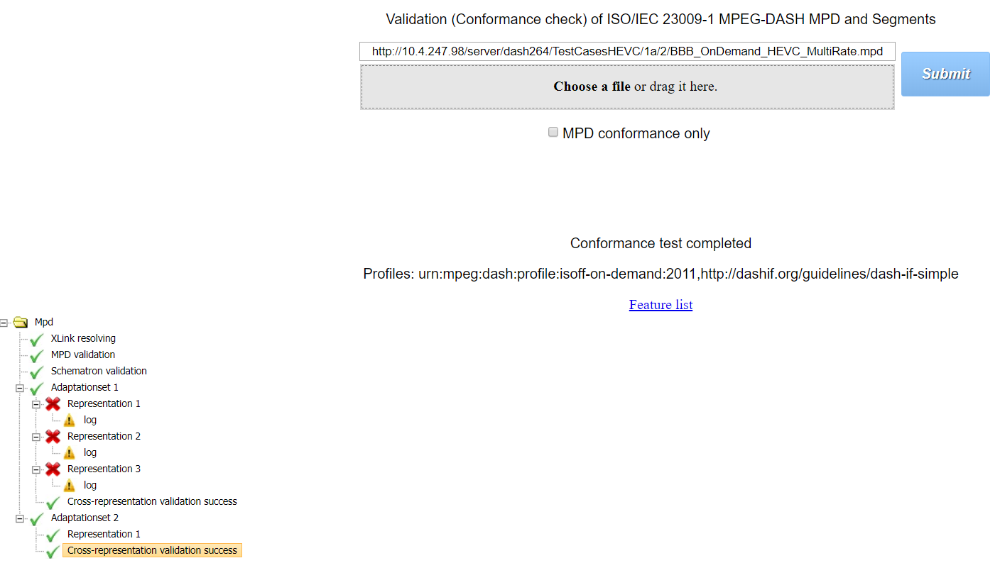 Validation (Conformance check) of ISO/IEC 23009-1 MPEG-DASH MPD and Segments
http://10.4.247.98/server/dash264/TestCasesHEVC/1a/2/BBB_OnDemand_HEVC_MultiRate.mpd
Submit
Choose a file or drag it here.
MPD conformance only
Conformance test completed
Profiles: urn:mpeg:dash:profile:isoff-on-demand:2011,http://dashif.org/guidelines/dash-if-simple
Feature list
Mpd
XLink resolving
MPD validation
Schematron validation
Adaptationset 1
Representation 1
log
Representation 2
log
Representation 3
log
Cross-representation validation success
Adaptationset 2
Representation 1
Cross-representation validation success